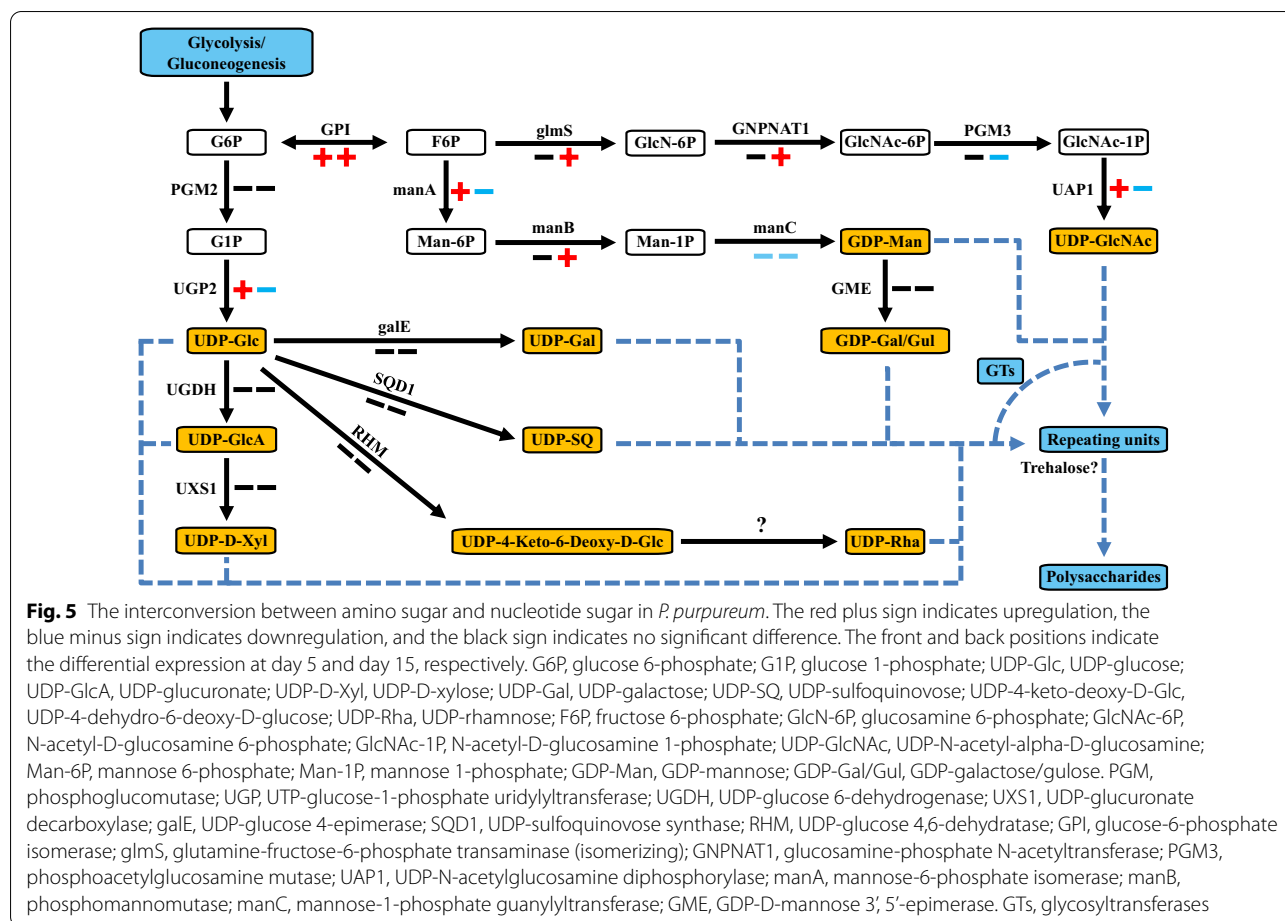 Glycolysis/
Gluconeogenesis
G6P
GPI
F6P
glmS
GlcN-6P
GNPNAT1
GlcNAc-6P
PGM3
GlcNAc-1P
PGM2
manA
UAP1
G1P
Man-6P
manB
Man-1P
manC
GDP-Man
UDP-GlcNAc
UGP2
GME
UDP-Glc
galE
UDP-Gal
GDP-Gal/Gul
GTs
UGDH
SQD1
RHM
UDP-GlcA
UDP-SQ
Repeating units
Trehalose?
UXS1
UDP-D-Xyl
UDP-4-Keto-6-Deoxy-D-Glc
?
UDP-Rha
Polysaccharides
Fig. 5 The interconversion between amino sugar and nucleotide sugar in P. purpureum. The red plus sign indicates upregulation, the
blue minus sign indicates downregulation, and the black sign indicates no significant difference. The front and back positions indicate
the differential expression at day 5 and day 15, respectively. G6P, glucose 6-phosphate; G1P, glucose 1-phosphate; UDP-Glc, UDP-glucose;
UDP-GlcA, UDP-glucuronate; UDP-D-Xyl, UDP-D-xylose; UDP-Gal, UDP-galactose; UDP-SQ, UDP-sulfoquinovose; UDP-4-keto-deoxy-D-Glc,
UDP-4-dehydro-6-deoxy-D-glucose; UDP-Rha, UDP-rhamnose; F6P, fructose 6-phosphate; GlcN-6P, glucosamine 6-phosphate; GlcNAc-6P,
N-acetyl-D-glucosamine 6-phosphate; GlcNAc-1P, N-acetyl-D-glucosamine 1-phosphate; UDP-GlcNAc, UDP-N-acetyl-alpha-D-glucosamine;
Man-6P, mannose 6-phosphate; Man-1P, mannose 1-phosphate; GDP-Man, GDP-mannose; GDP-Gal/Gul, GDP-galactose/gulose. PGM,
phosphoglucomutase; UGP, UTP-glucose-1-phosphate uridylyltransferase; UGDH, UDP-glucose 6-dehydrogenase; UXS1, UDP-glucuronate
decarboxylase; galE, UDP-glucose 4-epimerase; SQD1, UDP-sulfoquinovose synthase; RHM, UDP-glucose 4,6-dehydratase; GPI, glucose-6-phosphate
isomerase; glmS, glutamine-fructose-6-phosphate transaminase (isomerizing); GNPNAT1, glucosamine-phosphate N-acetyltransferase; PGM3,
phosphoacetylglucosamine mutase; UAP1, UDP-N-acetylglucosamine diphosphorylase; manA, mannose-6-phosphate isomerase; manB,
phosphomannomutase; manC, mannose-1-phosphate guanylyltransferase; GME, GDP-D-mannose 3’, 5’-epimerase. GTs, glycosyltransferases